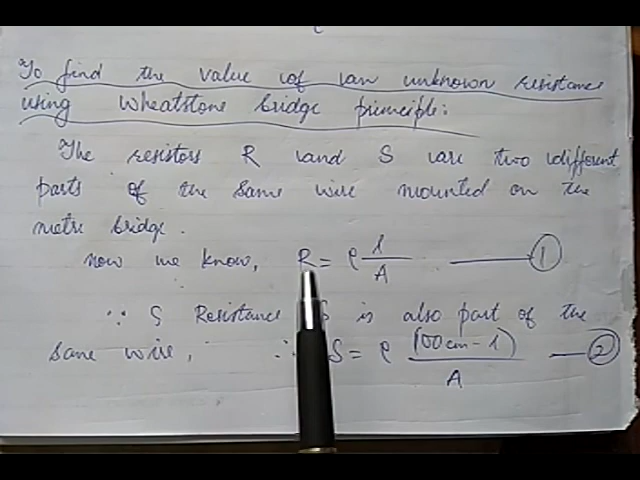 To find the value of an unknown resistance
using Wheatstone bridge principle:
The resistors R and S are two different
parts of the same wire mounted on the
metre bridge.
now we know, R = ρ l/A ——— ①
∵ S Resistance S is also part of the
same wire, ∴ S = ρ (100cm - l)/A — ②